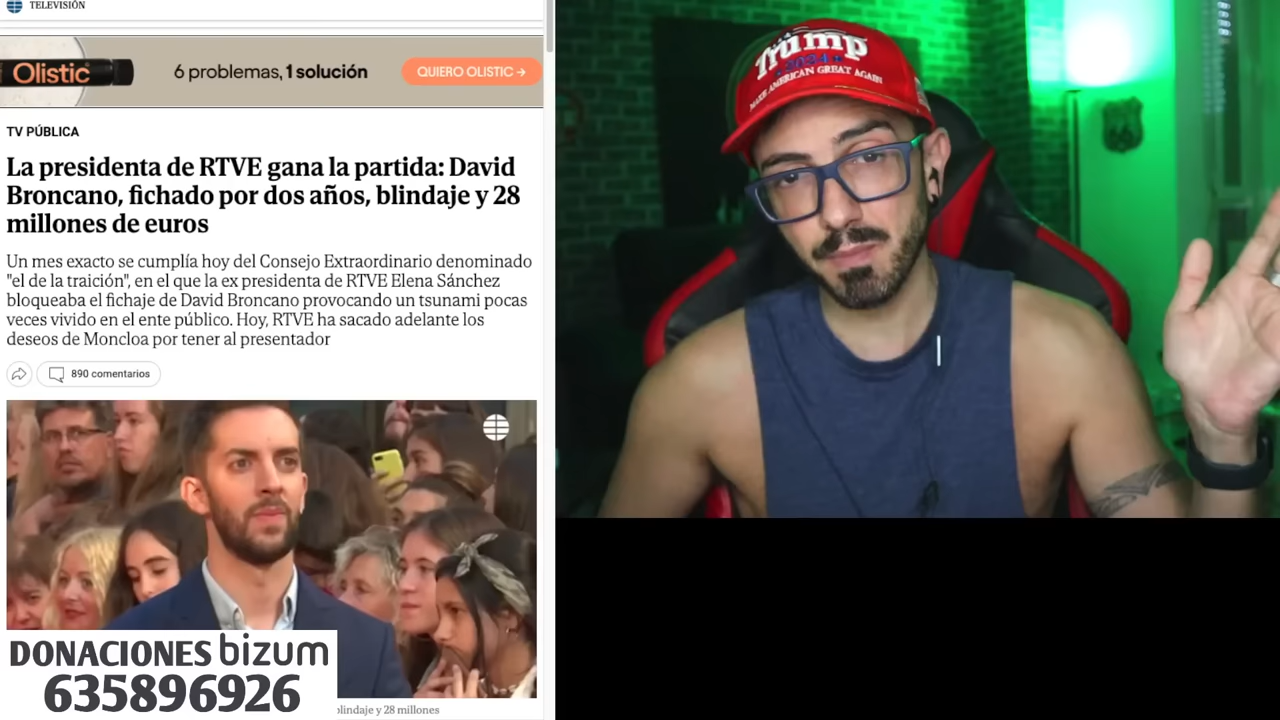 TELEVISIÓN
Olistic
6 problemas, 1 solución
QUIERO OLISTIC →
TV PÚBLICA
La presidenta de RTVE gana la partida: David
Broncano, fichado por dos años, blindaje y 28
millones de euros
Un mes exacto se cumplía hoy del Consejo Extraordinario denominado
"el de la traición", en el que la ex presidenta de RTVE Elena Sánchez
bloqueaba el fichaje de David Broncano provocando un tsunami pocas
veces vivido en el ente público. Hoy, RTVE ha sacado adelante los
deseos de Moncloa por tener al presentador
890 comentarios
DONACIONES bizum
635896926
blindaje y 28 millones
Trump
2024
MAKE AMERICAN GREAT AGAIN